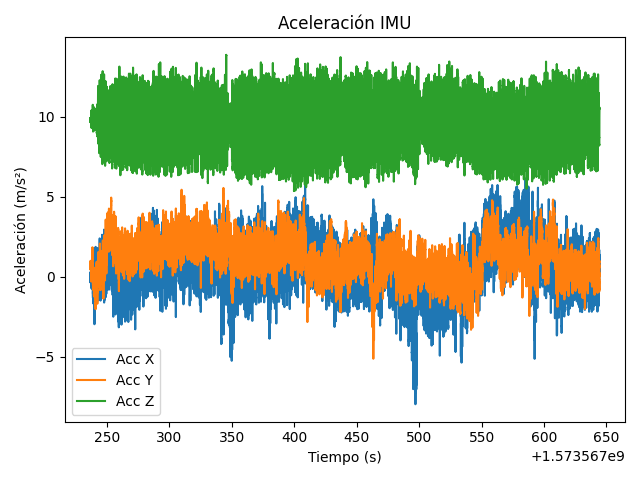 Aceleración IMU
Aceleración (m/s²)
10
5
0
−5
Acc X
Acc Y
Acc Z
250 300 350 400 450 500 550 600 650
Tiempo (s)
+1.573567e9